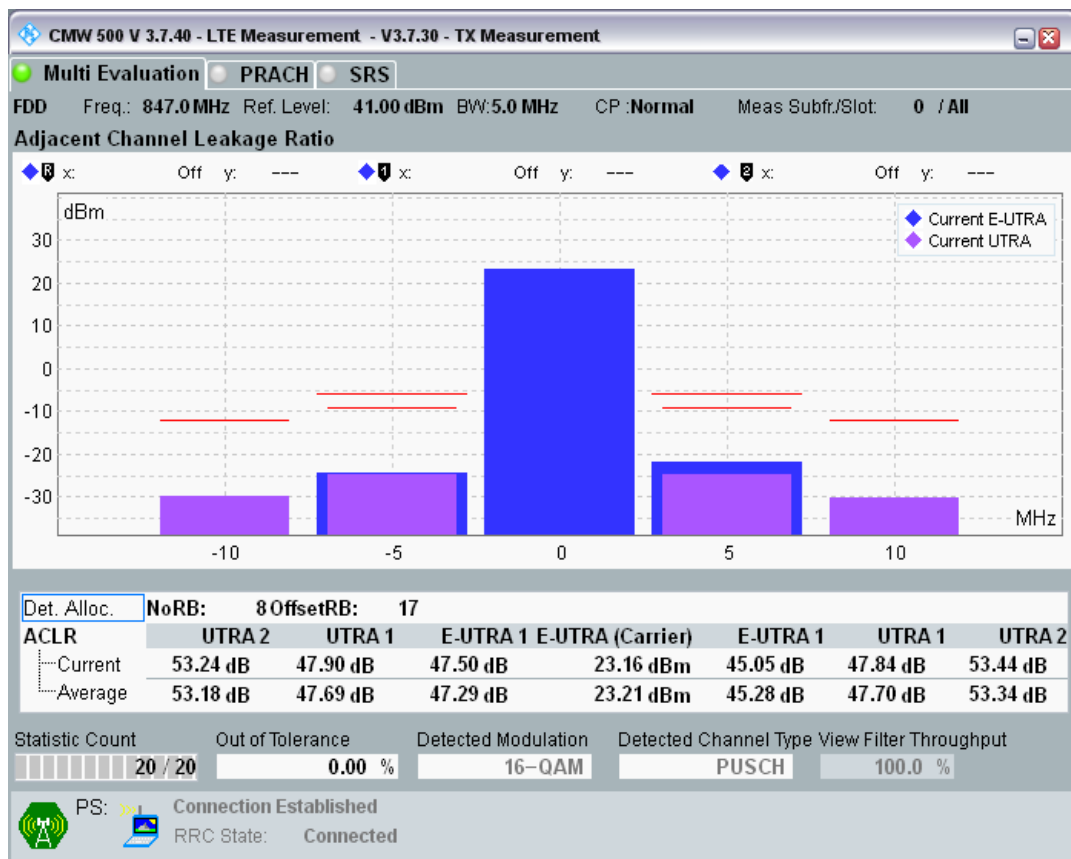 CMW 500 V 3.7.40 - LTE Measurement - V3.7.30 - TX Measurement
Multi Evaluation PRACH SRS
FDD Freq.: 847.0 MHz Ref. Level: 41.00 dBm BW:5.0 MHz CP :Normal Meas Subfr./Slot: 0 / All
Adjacent Channel Leakage Ratio
R x: Off y: --- 1 x: Off y: --- 2 x: Off y: ---
dBm
Current E-UTRA
Current UTRA
30
20
10
0
-10
-20
-30
MHz
-10 -5 0 5 10
Det. Alloc. NoRB: 8 OffsetRB: 17
ACLR UTRA 2 UTRA 1 E-UTRA 1 E-UTRA (Carrier) E-UTRA 1 UTRA 1 UTRA 2
Current 53.24 dB 47.90 dB 47.50 dB 23.16 dBm 45.05 dB 47.84 dB 53.44 dB
Average 53.18 dB 47.69 dB 47.29 dB 23.21 dBm 45.28 dB 47.70 dB 53.34 dB
Statistic Count Out of Tolerance Detected Modulation Detected Channel Type View Filter Throughput
20 / 20 0.00 % 16-QAM PUSCH 100.0 %
PS: Connection Established
RRC State: Connected